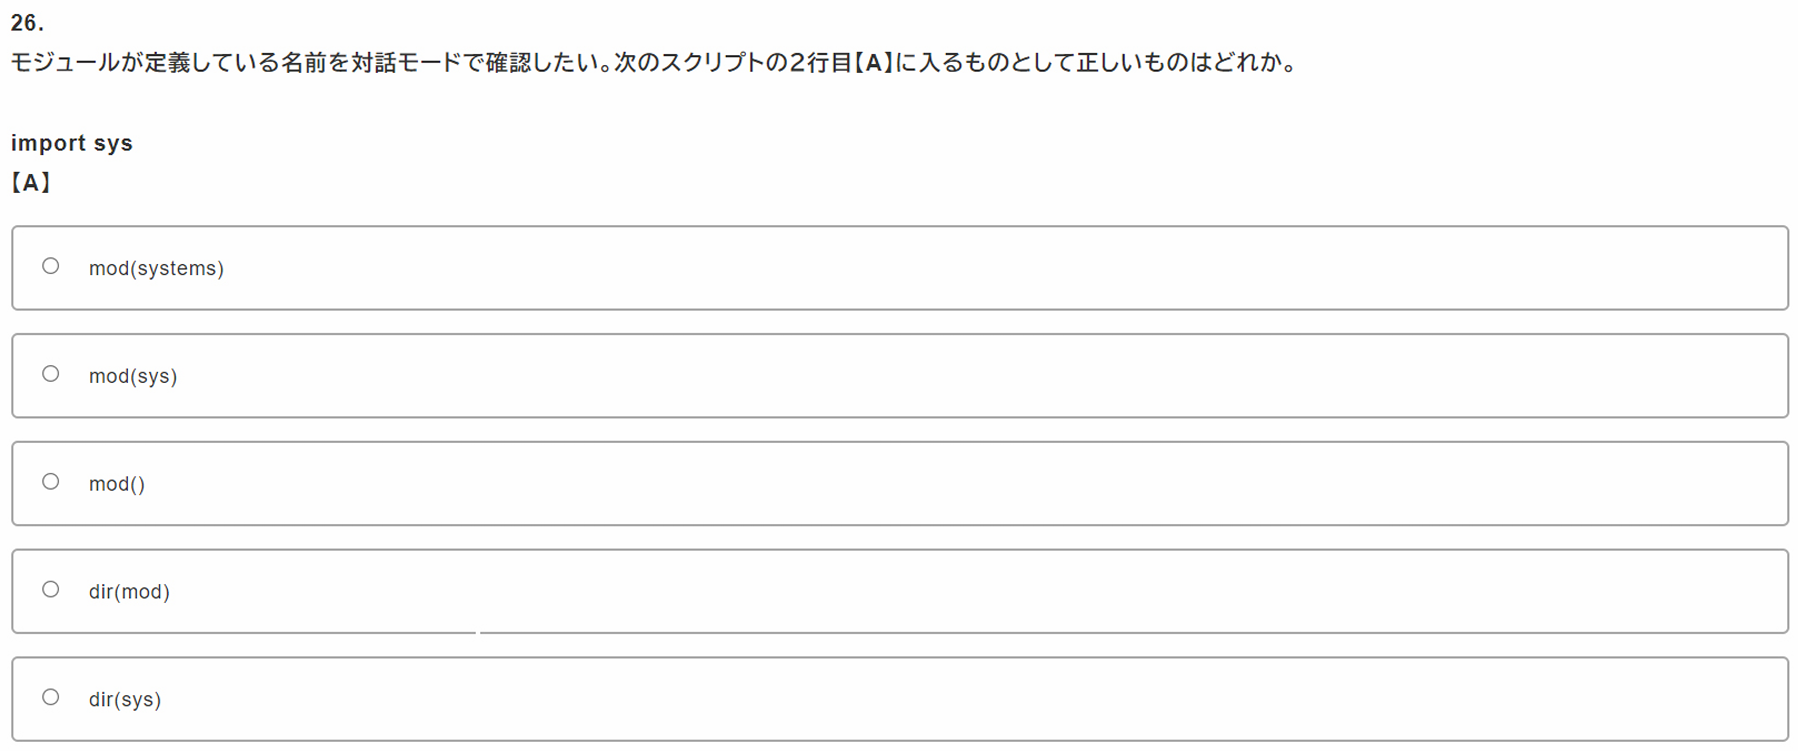 26.
モジュールが定義している名前を対話モードで確認したい。次のスクリプトの2行目【A】に入るものとして正しいものはどれか。
import sys
【A】
mod(systems)
mod(sys)
mod()
dir(mod)
dir(sys)